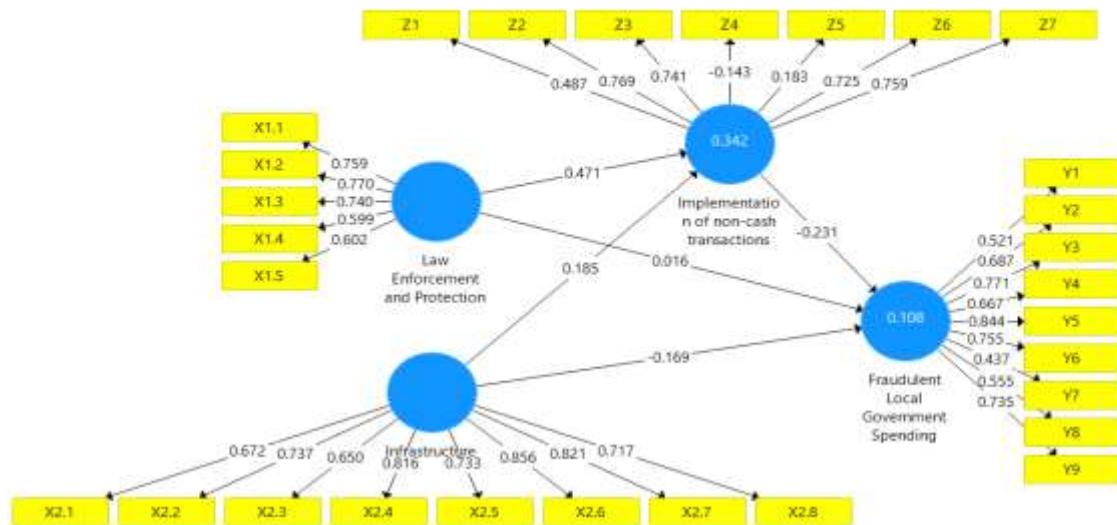 Z1 Z2 Z3 Z4 Z5 Z6 Z7
0.487 0.769 0.741 -0.143 0.183 0.725 0.759
X1.1
X1.2
X1.3
X1.4
X1.5
0.759
0.770
0.740
0.599
0.602
Law
Enforcement
and Protection
0.471
0.342
Implementatio
n of non-cash
transactions
0.185
0.016
-0.231
-0.169
0.108
Fraudulent
Local
Government
Spending
Y1
Y2
Y3
Y4
Y5
Y6
Y7
Y8
Y9
0.521
0.687
0.771
0.667
0.844
0.755
0.437
0.555
0.735
Infrastructure
0.672 0.737 0.650 0.816 0.733 0.856 0.821 0.717
X2.1 X2.2 X2.3 X2.4 X2.5 X2.6 X2.7 X2.8